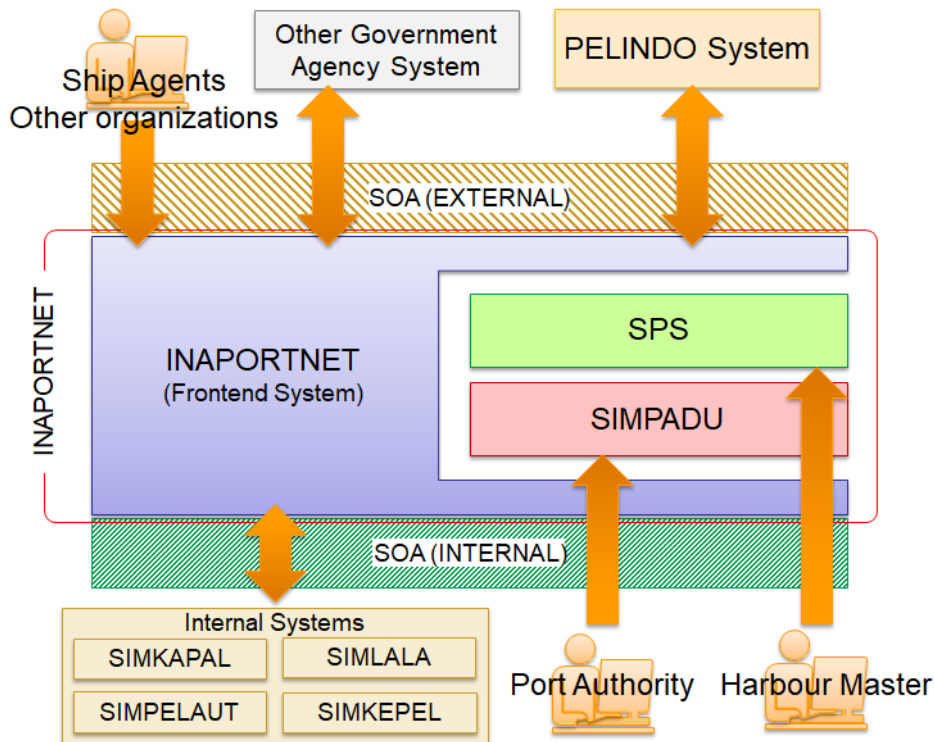 Ship Agents
Other organizations
Other Government
Agency System
PELINDO System
SOA (EXTERNAL)
INAPORTNET
INAPORTNET
(Frontend System)
SPS
SIMPADU
SOA (INTERNAL)
Internal Systems
SIMKAPAL
SIMLALA
SIMPELAUT
SIMKEPEL
Port Authority
Harbour Master